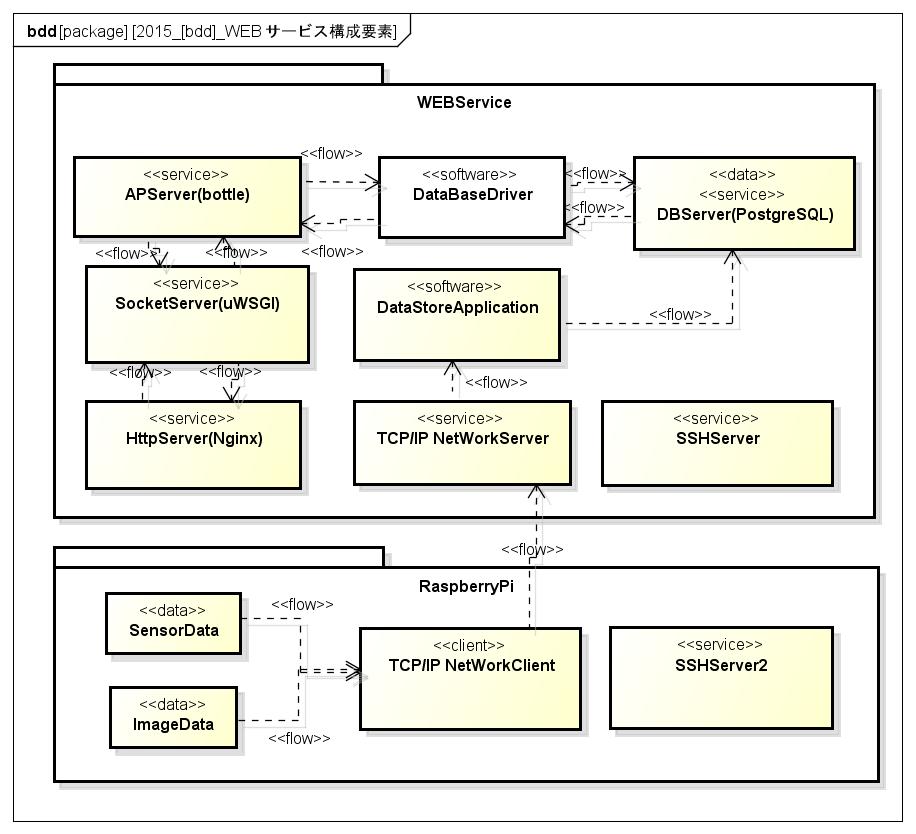 bdd [package] [2015_[bdd]_WEB サービス構成要素]
WEBService
<<flow>>
<<service>>
APServer(bottle)
<<software>>
DataBaseDriver
<<flow>>
<<flow>>
<<data>>
<<service>>
DBServer(PostgreSQL)
<<flow>>
<<flow>>
<<flow>>
<<service>>
SocketServer(uWSGI)
<<software>>
DataStoreApplication
<<flow>>
<<flow>>
<<flow>>
<<flow>>
<<service>>
HttpServer(Nginx)
<<service>>
TCP/IP NetWorkServer
<<service>>
SSHServer
<<flow>>
RaspberryPi
<<data>>
SensorData
<<flow>>
<<client>>
TCP/IP NetWorkClient
<<service>>
SSHServer2
<<data>>
ImageData
<<flow>>